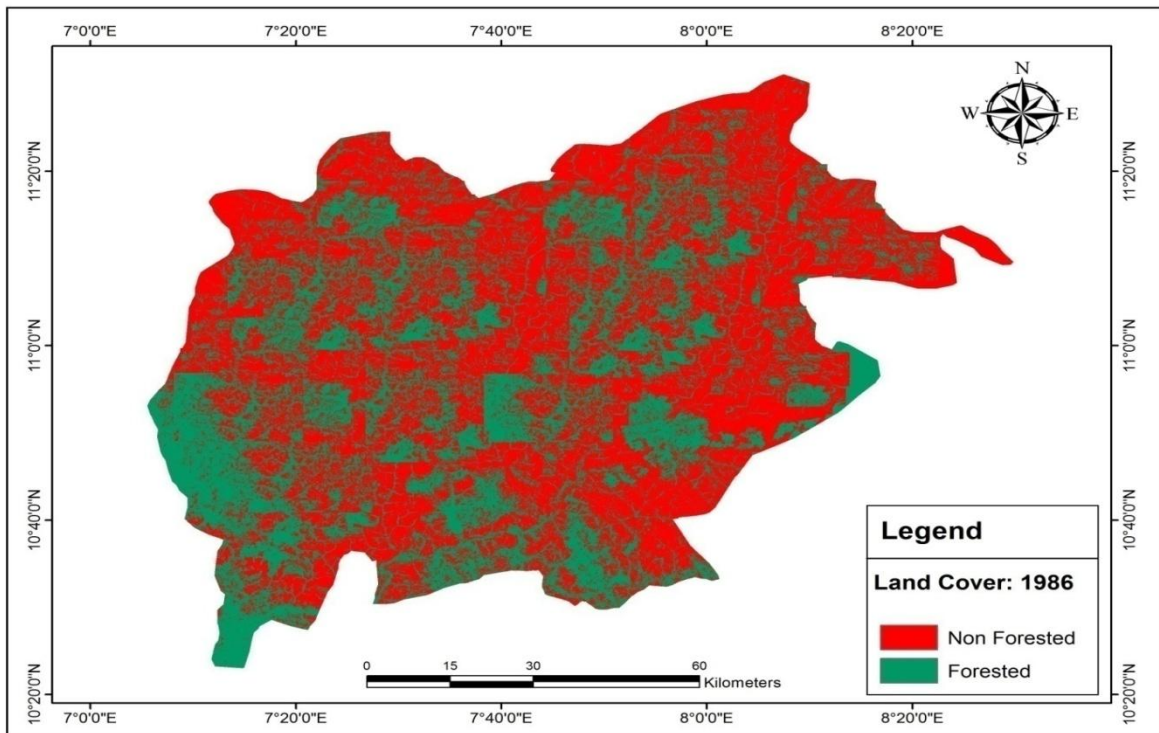 7°0'0"E 7°20'0"E 7°40'0"E 8°0'0"E 8°20'0"E
N
W E
S
11°20'0"N 11°20'0"N
11°0'0"N 11°0'0"N
10°40'0"N 10°40'0"N
10°20'0"N 10°20'0"N
Legend
Land Cover: 1986
Non Forested
Forested
0 15 30 60
Kilometers
7°0'0"E 7°20'0"E 7°40'0"E 8°0'0"E 8°20'0"E